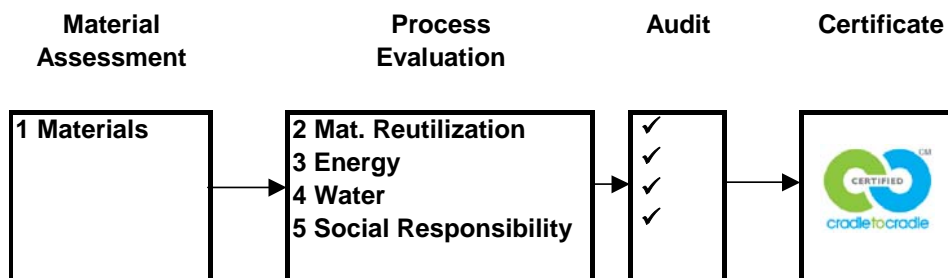 Material
Assessment
Process
Evaluation
Audit
Certificate
1 Materials
2 Mat. Reutilization
3 Energy
4 Water
5 Social Responsibility
✓
✓
✓
✓
CM
CERTIFIED
cradletocradle